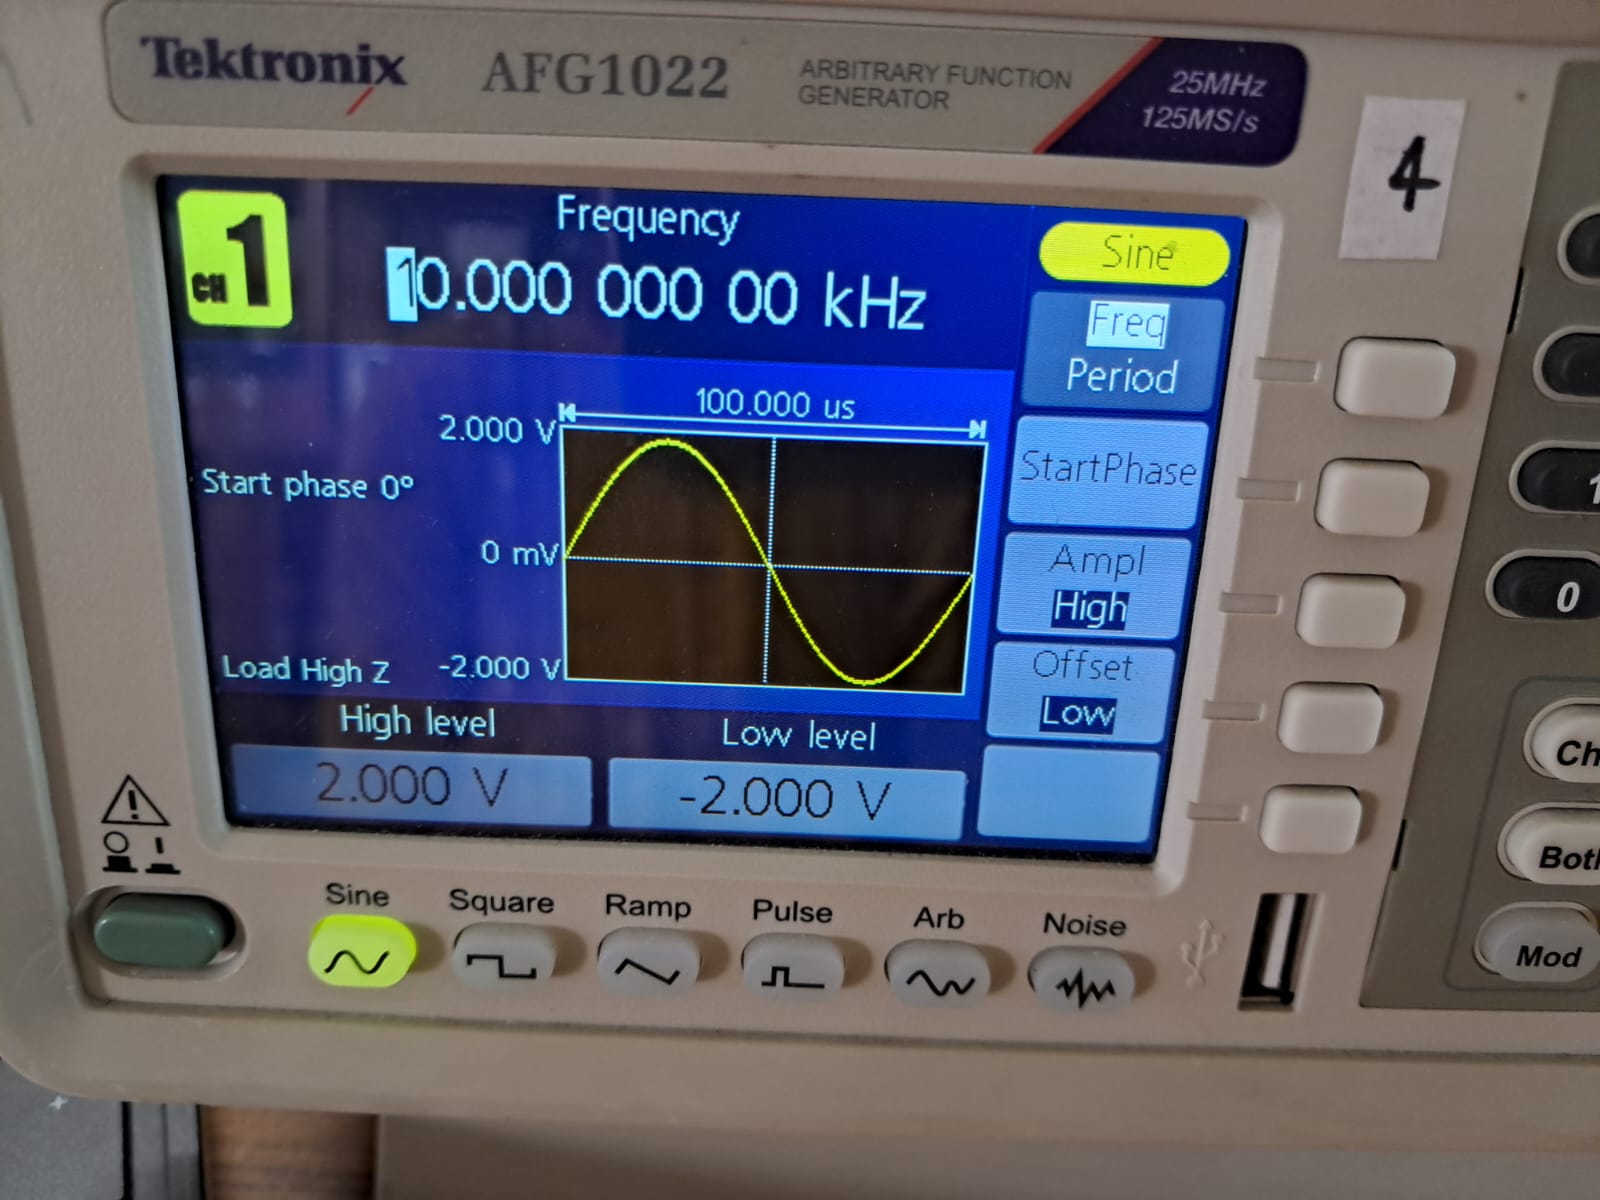 Tektronix AFG1022 ARBITRARY FUNCTION GENERATOR
25MHz
125MS/s
4
CH 1
Frequency
10.000 000 00 kHz
Sine
Freq
Period
100.000 us
2.000 V
Start phase 0°
StartPhase
0 mV
Ampl
High
Load High Z
-2.000 V
Offset
Low
High level
Low level
2.000 V
-2.000 V
0
Both
Mod
Sine
Square
Ramp
Pulse
Arb
Noise